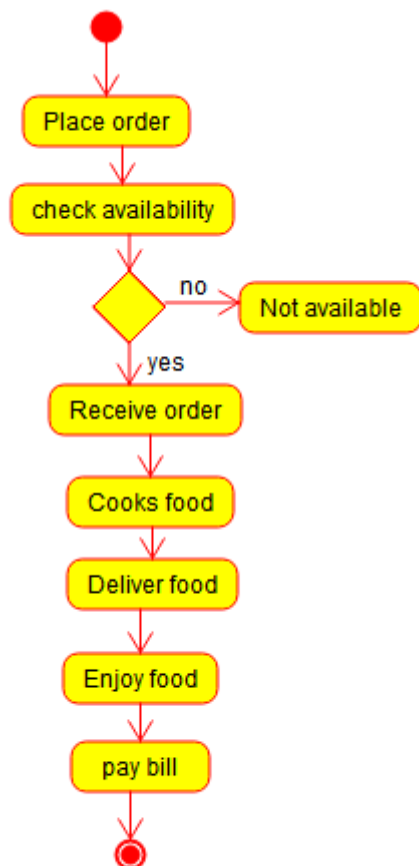 Place order
check availability
no
Not available
yes
Receive order
Cooks food
Deliver food
Enjoy food
pay bill